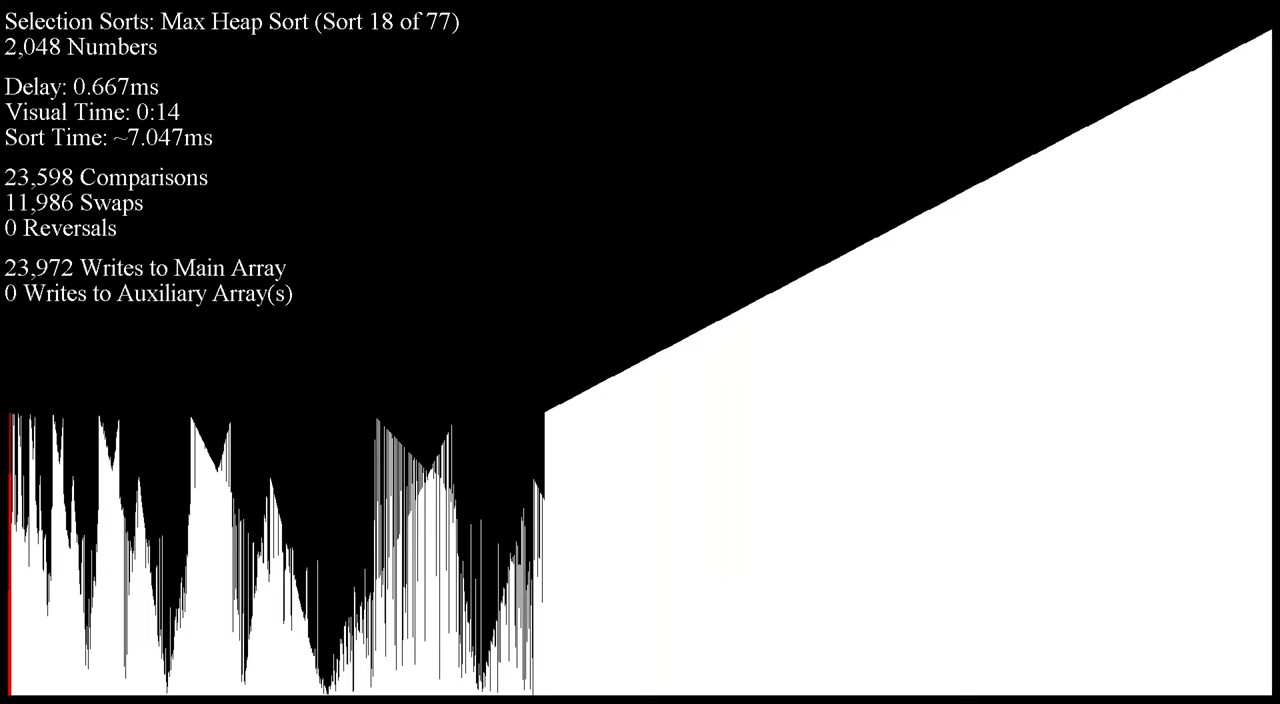 Selection Sorts: Max Heap Sort (Sort 18 of 77)
2,048 Numbers
Delay: 0.667ms
Visual Time: 0:14
Sort Time: ~7.047ms
23,598 Comparisons
11,986 Swaps
0 Reversals
23,972 Writes to Main Array
0 Writes to Auxiliary Array(s)